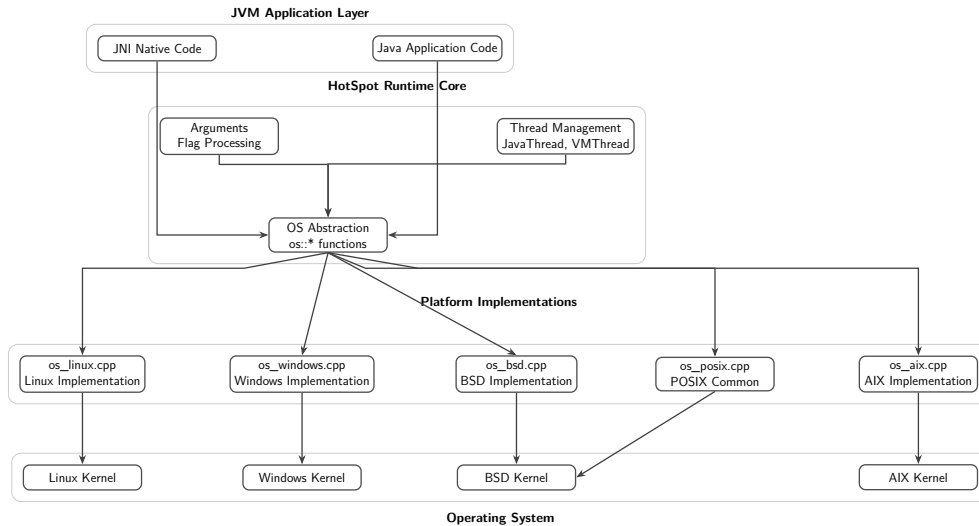 JVM Application Layer
JNI Native Code
Java Application Code
HotSpot Runtime Core
Arguments
Flag Processing
Thread Management
JavaThread, VMThread
OS Abstraction
os::* functions
Platform Implementations
os_linux.cpp
Linux Implementation
os_windows.cpp
Windows Implementation
os_bsd.cpp
BSD Implementation
os_posix.cpp
POSIX Common
os_aix.cpp
AIX Implementation
Linux Kernel
Windows Kernel
BSD Kernel
AIX Kernel
Operating System